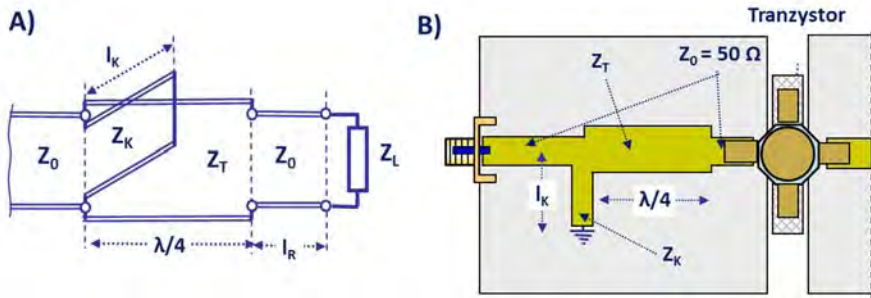 A)
l_K
Z_0
Z_K
Z_T
Z_0
Z_L
λ/4
l_R
B)
Tranzystor
Z_T
Z_0 = 50 Ω
l_K
λ/4
Z_K